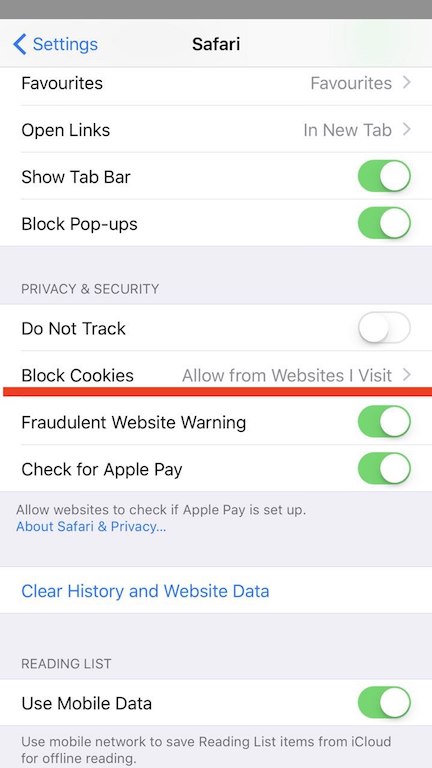 Settings
Safari
Favourites Favourites
Open Links In New Tab
Show Tab Bar
Block Pop-ups
PRIVACY & SECURITY
Do Not Track
Block Cookies Allow from Websites I Visit
Fraudulent Website Warning
Check for Apple Pay
Allow websites to check if Apple Pay is set up.
About Safari & Privacy...
Clear History and Website Data
READING LIST
Use Mobile Data
Use mobile network to save Reading List items from iCloud
for offline reading.